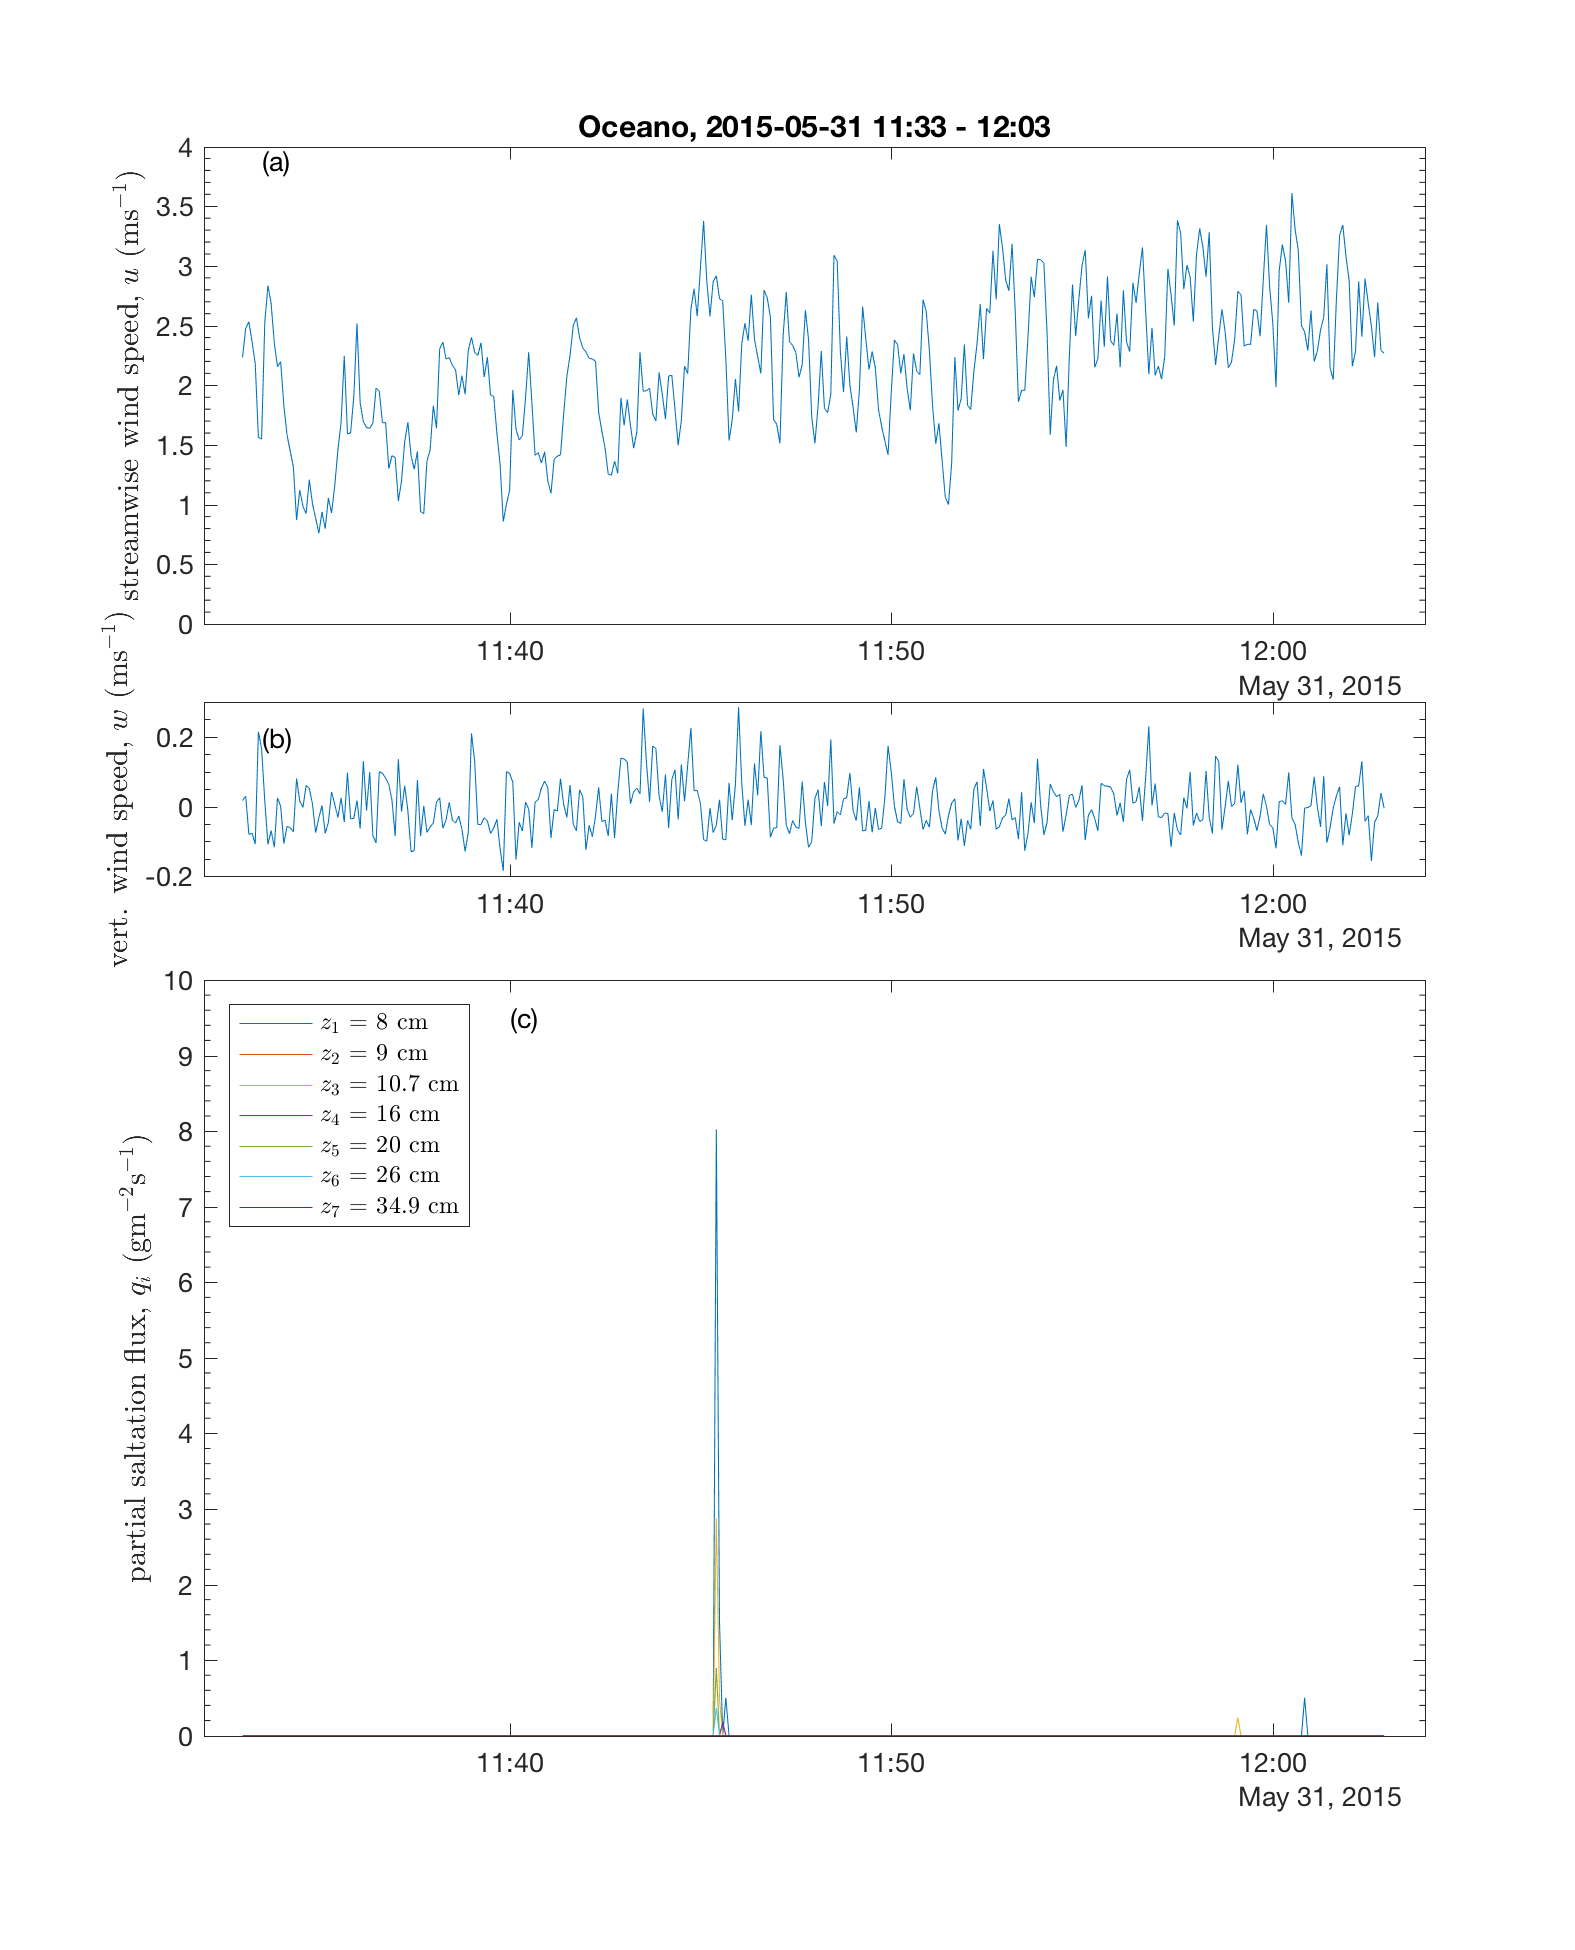 Oceano, 2015-05-31 11:33 - 12:03
(a)
streamwise wind speed, u (ms⁻¹)
4
3.5
3
2.5
2
1.5
1
0.5
0
11:40 11:50 12:00
May 31, 2015
(b)
vert. wind speed, w (ms⁻¹)
0.2
0
-0.2
11:40 11:50 12:00
May 31, 2015
(c)
partial saltation flux, qᵢ (gm⁻²s⁻¹)
10
9
8
7
6
5
4
3
2
1
0
z₁ = 8 cm
z₂ = 9 cm
z₃ = 10.7 cm
z₄ = 16 cm
z₅ = 20 cm
z₆ = 26 cm
z₇ = 34.9 cm
11:40 11:50 12:00
May 31, 2015